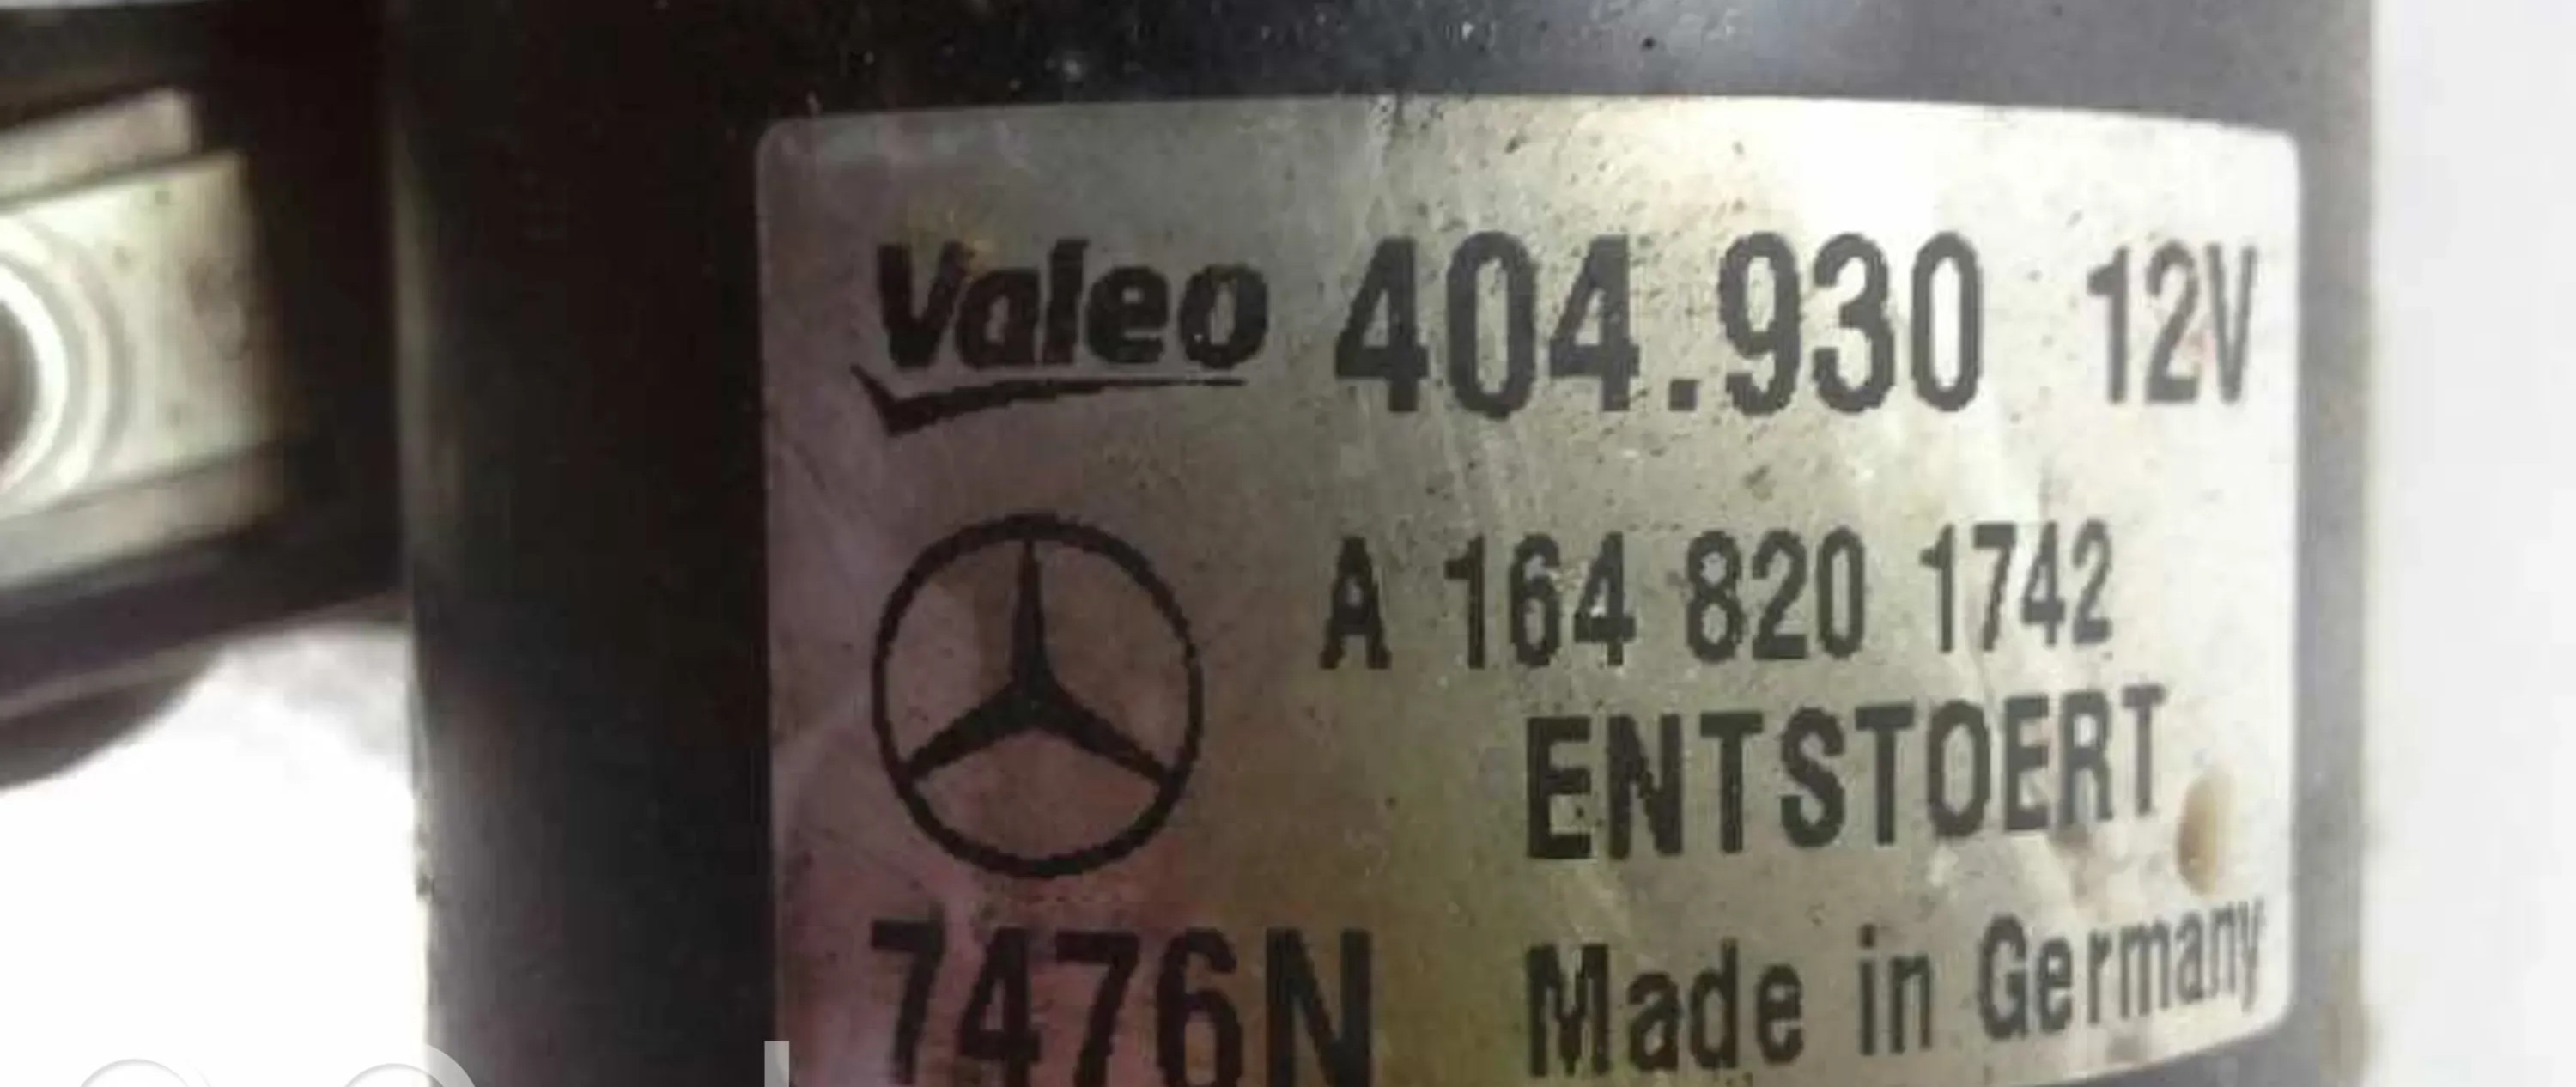 Valeo 404.930 12V
A 164 820 1742
ENTSTOERT
7476N Made in Germany